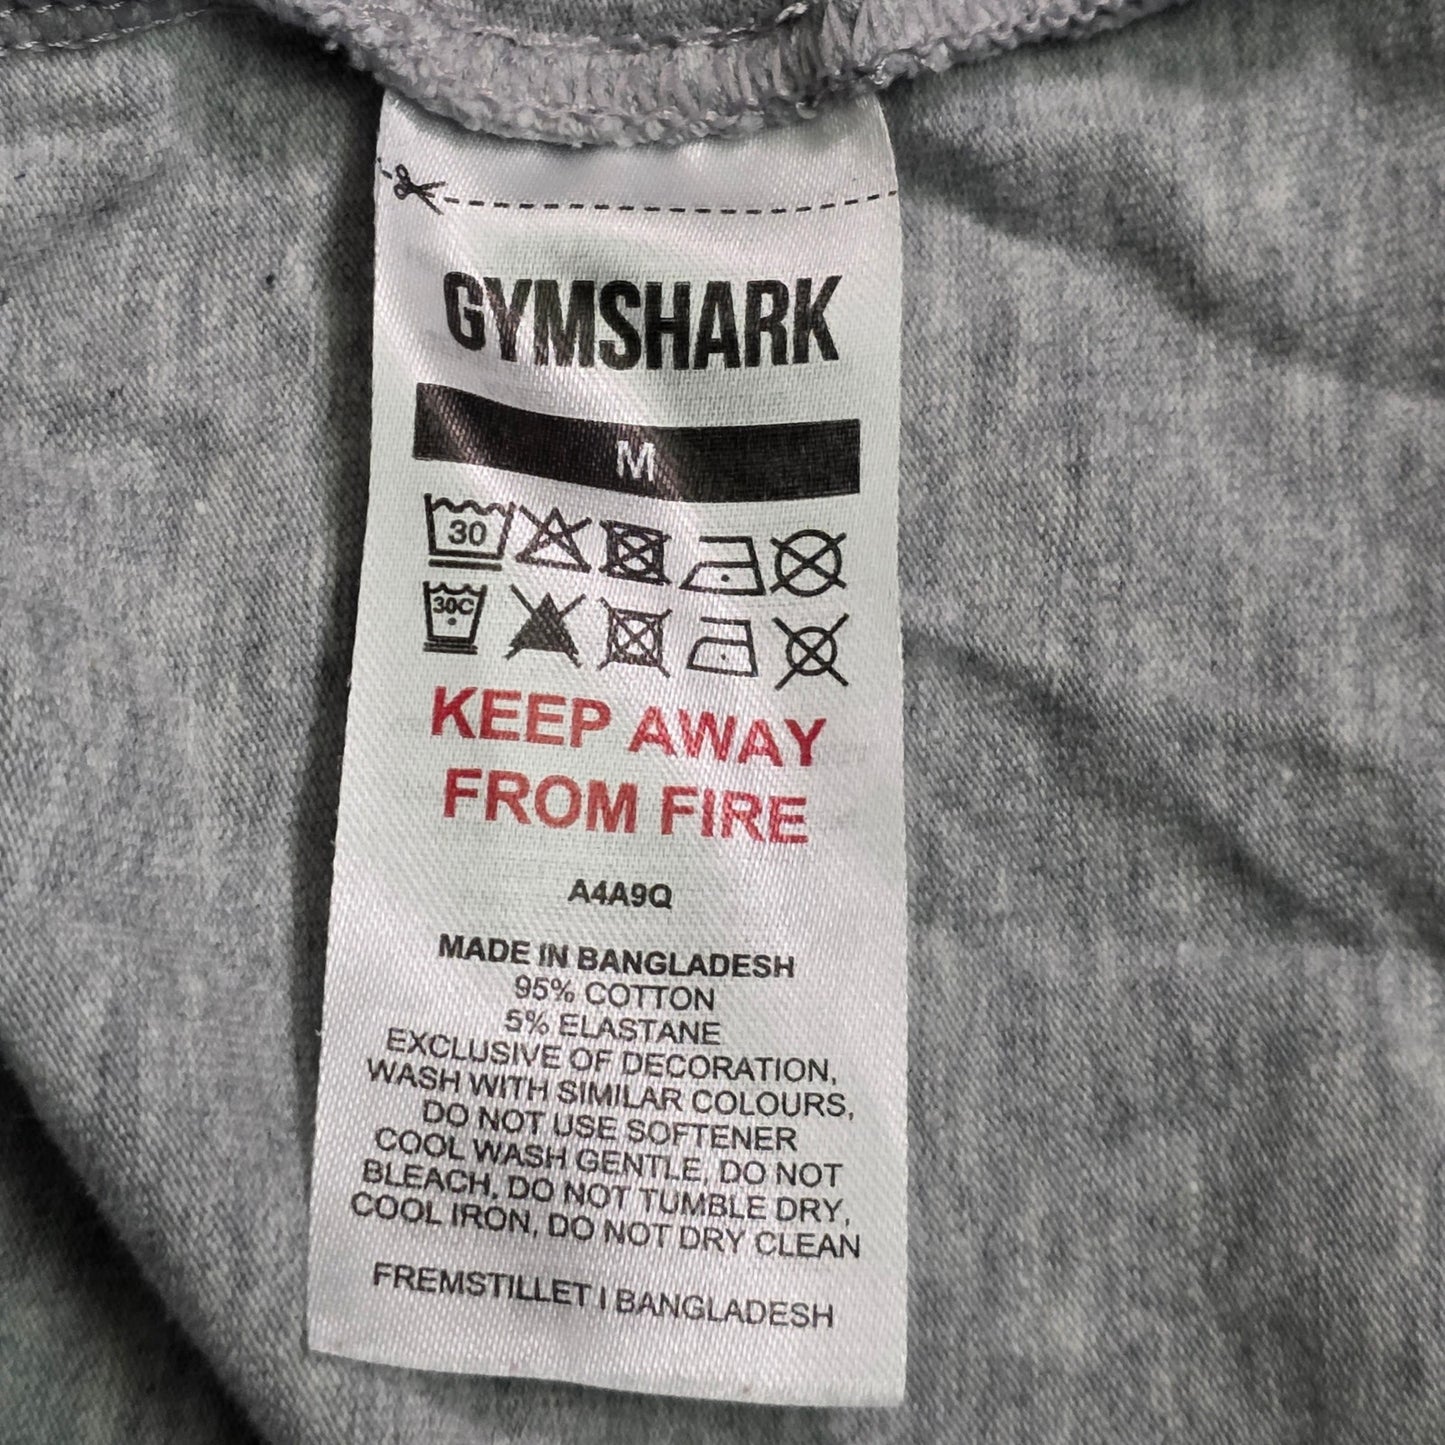 GYMSHARK
M
30
30C
KEEP AWAY
FROM FIRE
A4A9Q
MADE IN BANGLADESH
95% COTTON
5% ELASTANE
EXCLUSIVE OF DECORATION,
WASH WITH SIMILAR COLOURS,
DO NOT USE SOFTENER
COOL WASH GENTLE, DO NOT
BLEACH, DO NOT TUMBLE DRY,
COOL IRON, DO NOT DRY CLEAN
FREMSTILLET I BANGLADESH